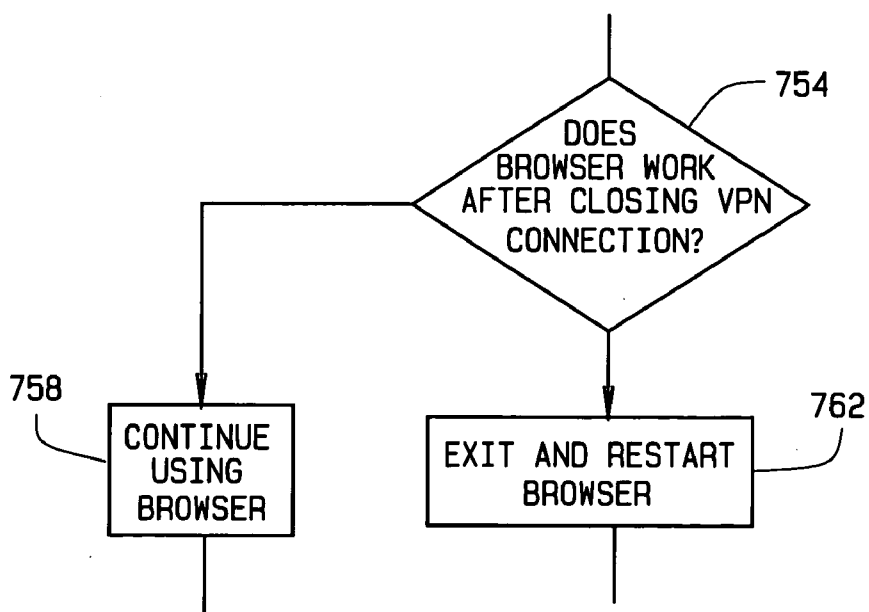 754
DOES
BROWSER WORK
AFTER CLOSING VPN
CONNECTION?
758
CONTINUE
USING
BROWSER
762
EXIT AND RESTART
BROWSER